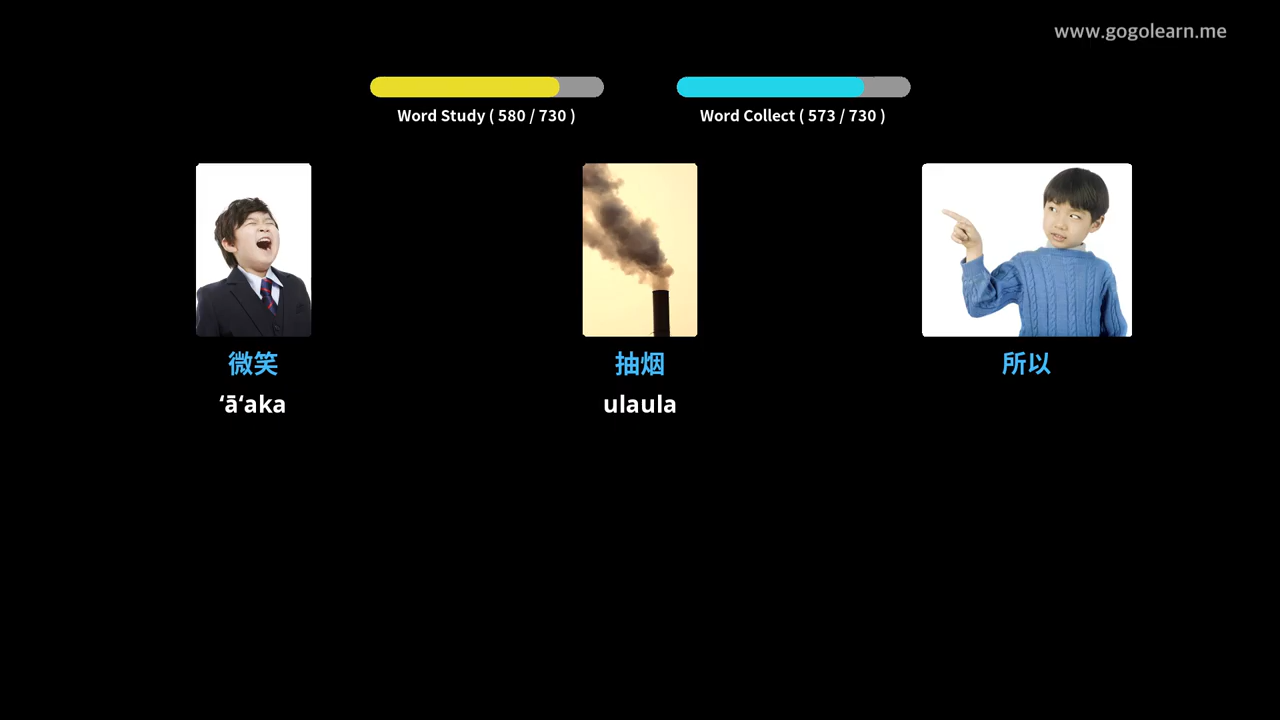 www.gogolearn.me
Word Study ( 580 / 730 )
Word Collect ( 573 / 730 )
微笑
抽烟
所以
ʻāʻaka
ulaula